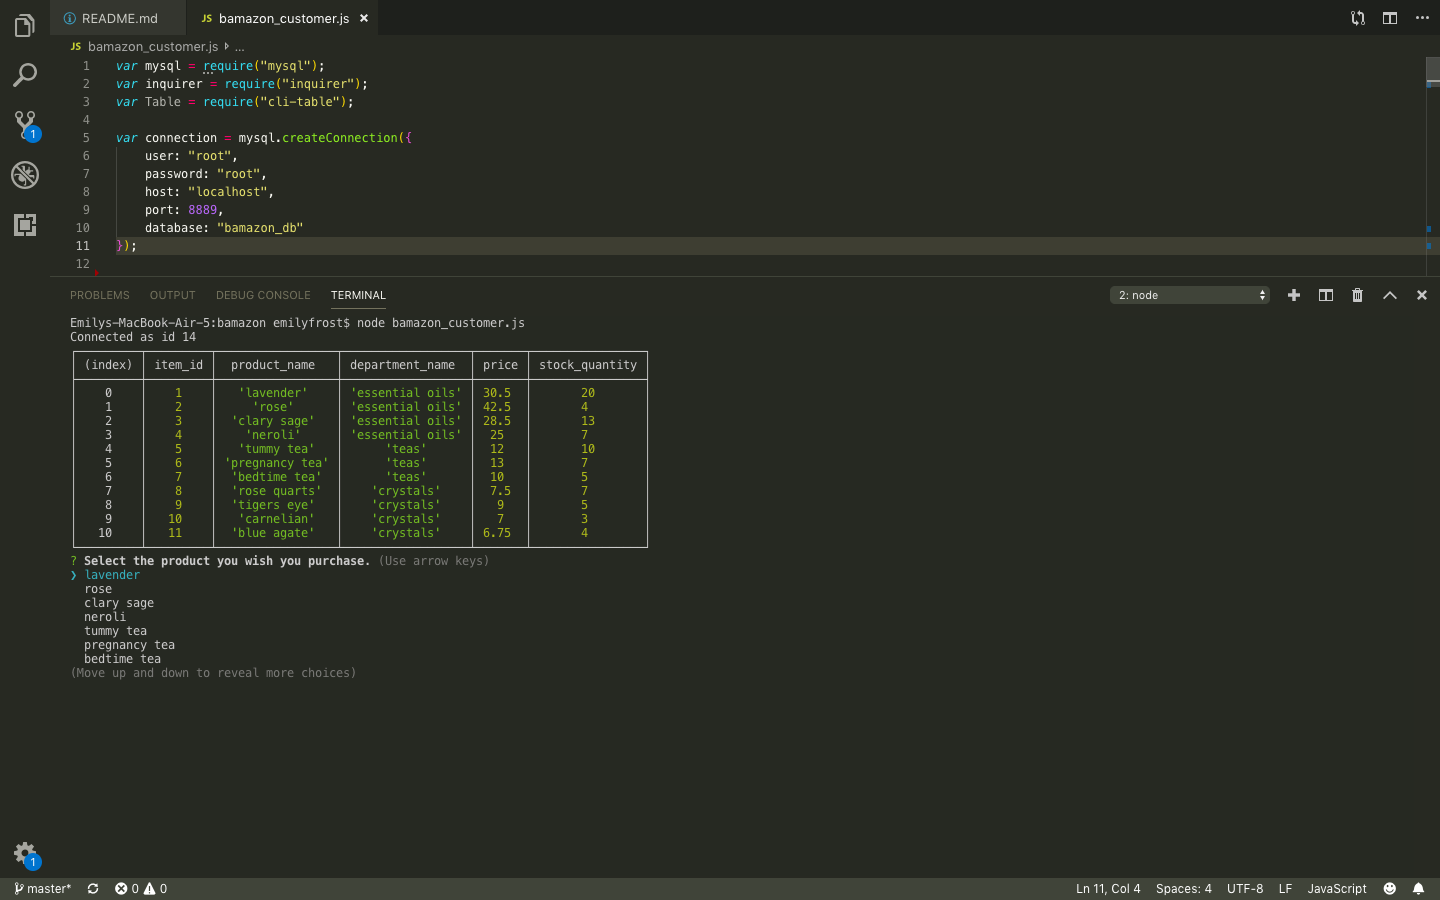 README.md
JS bamazon_customer.js ×
JS bamazon_customer.js ...
1 var mysql = require("mysql");
2 var inquirer = require("inquirer");
3 var Table = require("cli-table");
4
5 var connection = mysql.createConnection({
6 user: "root",
7 password: "root",
8 host: "localhost",
9 port: 8889,
10 database: "bamazon_db"
11 });
12
1
PROBLEMS OUTPUT DEBUG CONSOLE TERMINAL 2: node
Emilys-MacBook-Air-5:bamazon emilyfrost$ node bamazon_customer.js
Connected as id 14
(index) item_id product_name department_name price stock_quantity
0 1 'lavender' 'essential oils' 30.5 20
1 2 'rose' 'essential oils' 42.5 4
2 3 'clary sage' 'essential oils' 28.5 13
3 4 'neroli' 'essential oils' 25 7
4 5 'tummy tea' 'teas' 12 10
5 6 'pregnancy tea' 'teas' 13 7
6 7 'bedtime tea' 'teas' 10 5
7 8 'rose quarts' 'crystals' 7.5 7
8 9 'tigers eye' 'crystals' 9 5
9 10 'carnelian' 'crystals' 7 3
10 11 'blue agate' 'crystals' 6.75 4
? Select the product you wish you purchase. (Use arrow keys)
❯ lavender
rose
clary sage
neroli
tummy tea
pregnancy tea
bedtime tea
(Move up and down to reveal more choices)
1
master* 0 0 Ln 11, Col 4 Spaces: 4 UTF-8 LF JavaScript